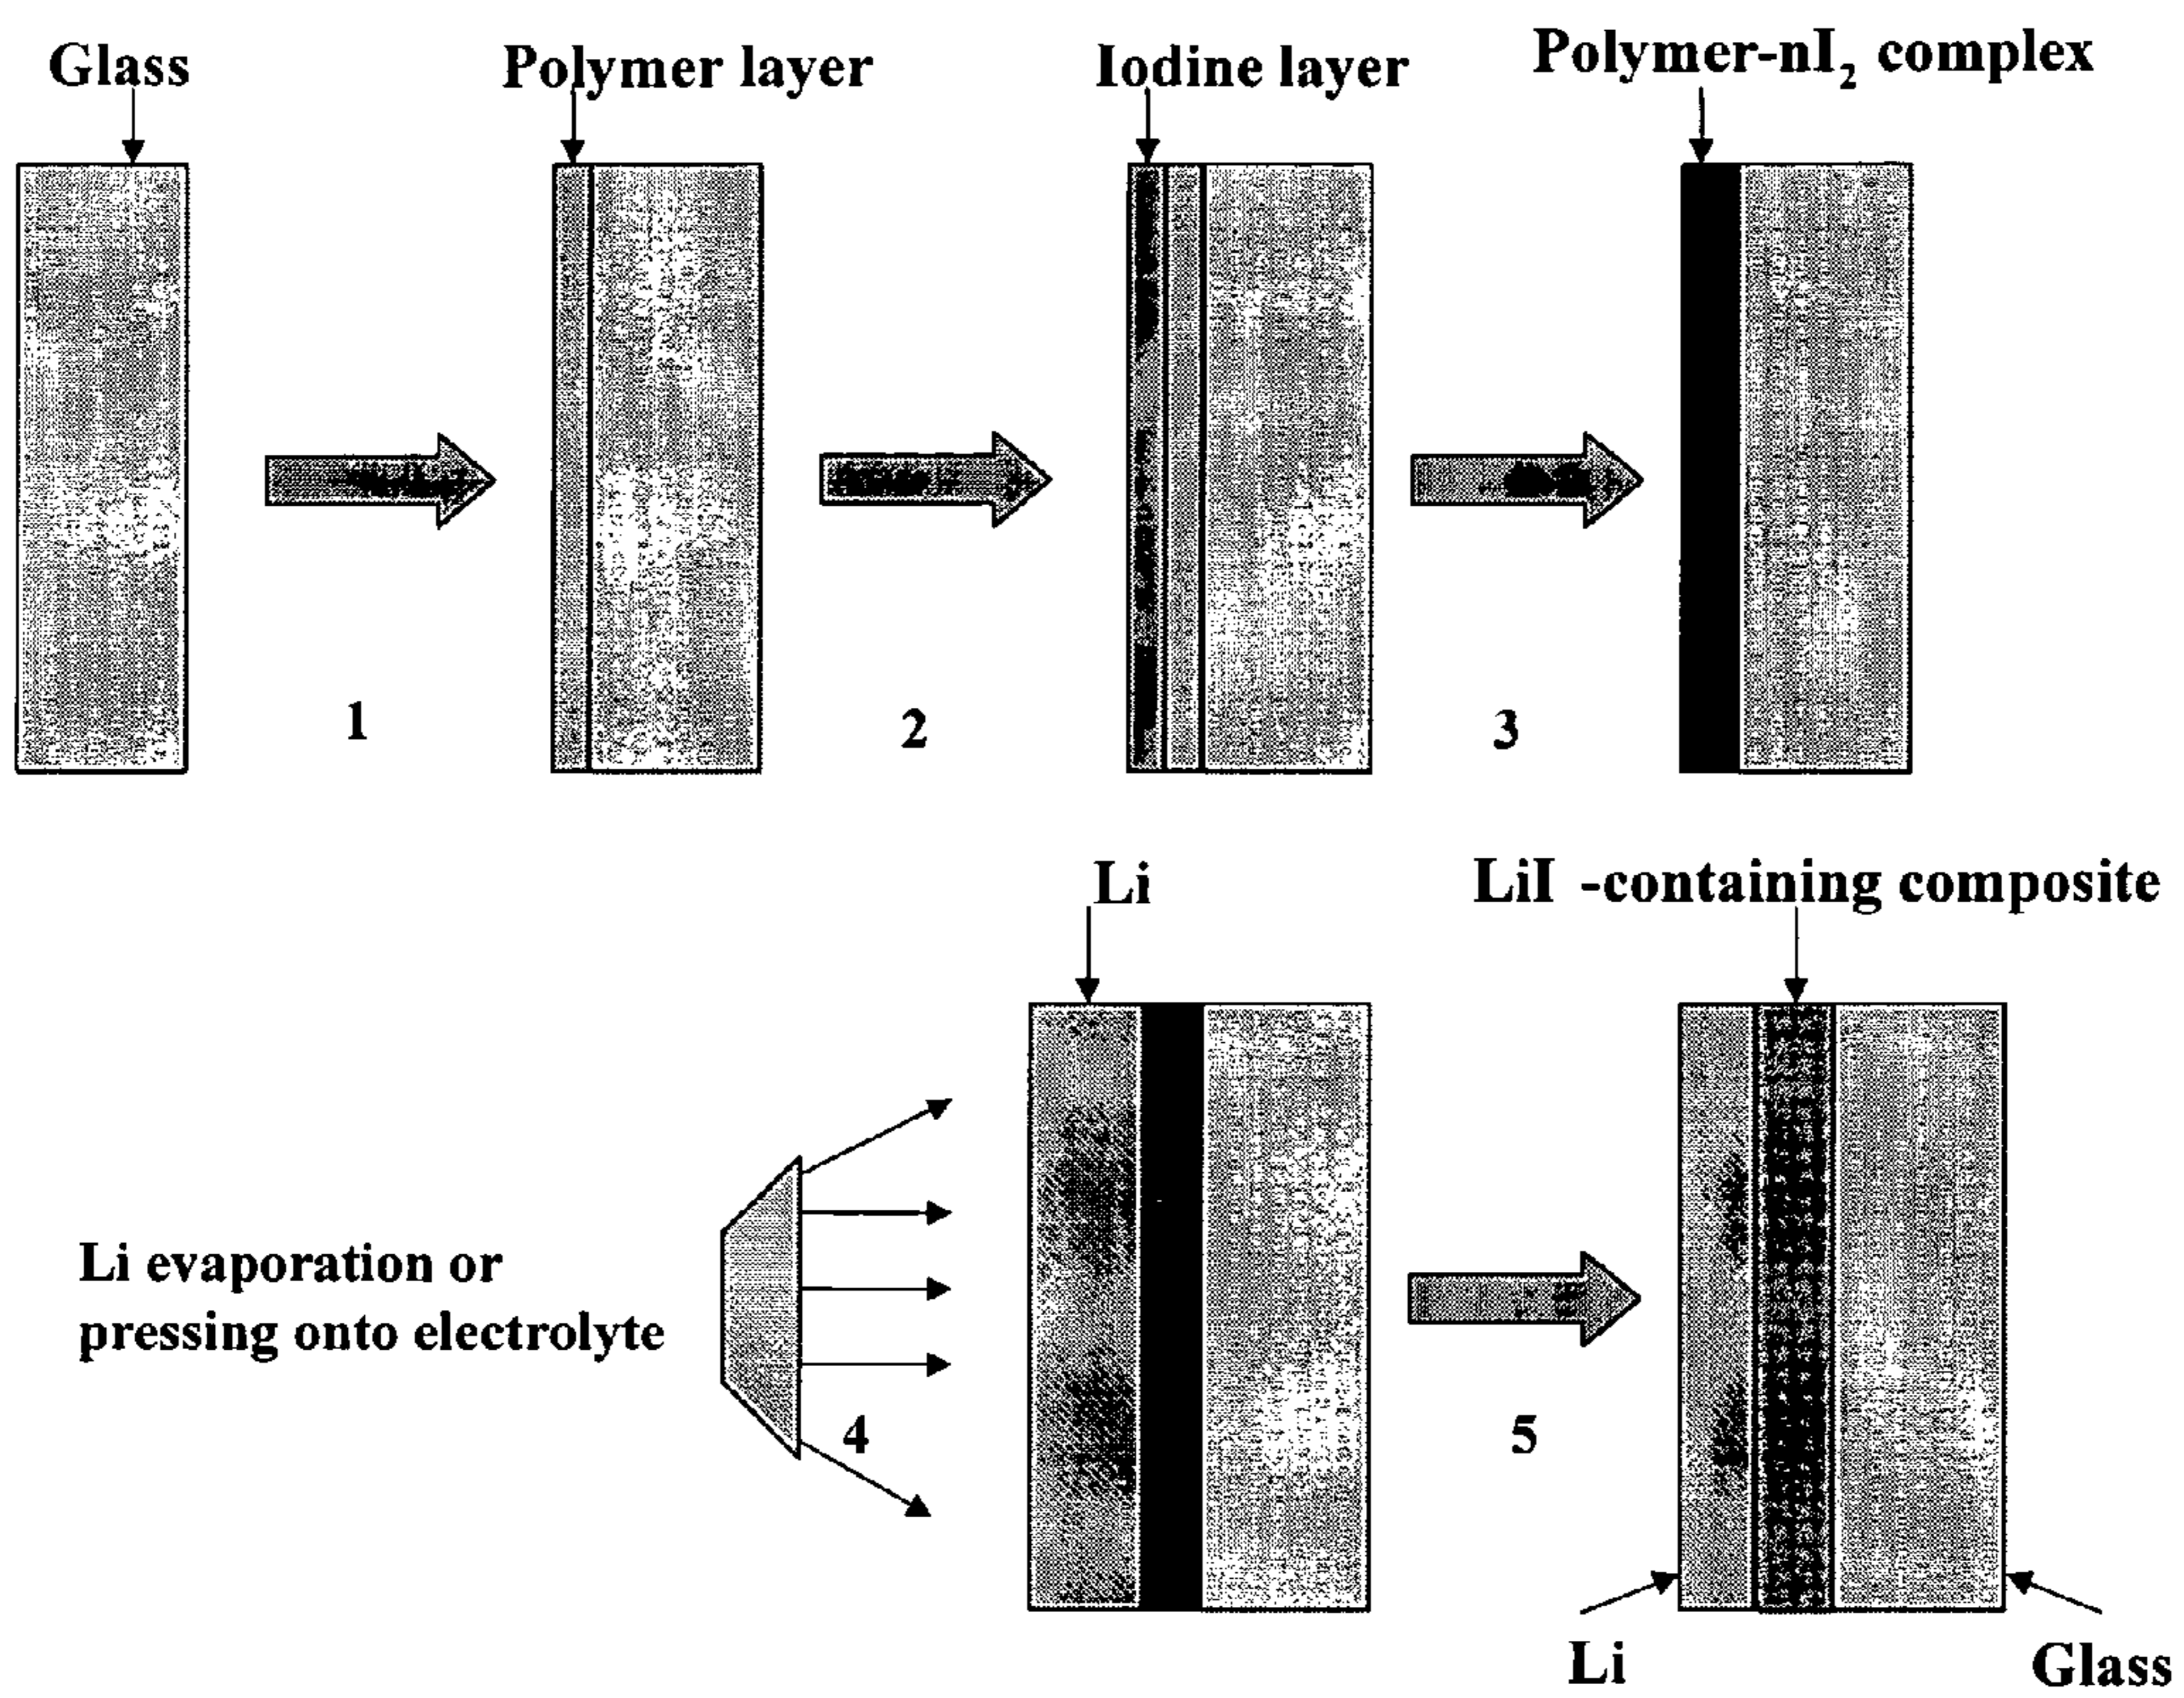 Glass
Polymer layer
Iodine layer
Polymer-nI₂ complex
1
2
3
Li
LiI -containing composite
Li evaporation or
pressing onto electrolyte
4
5
Li
Glass